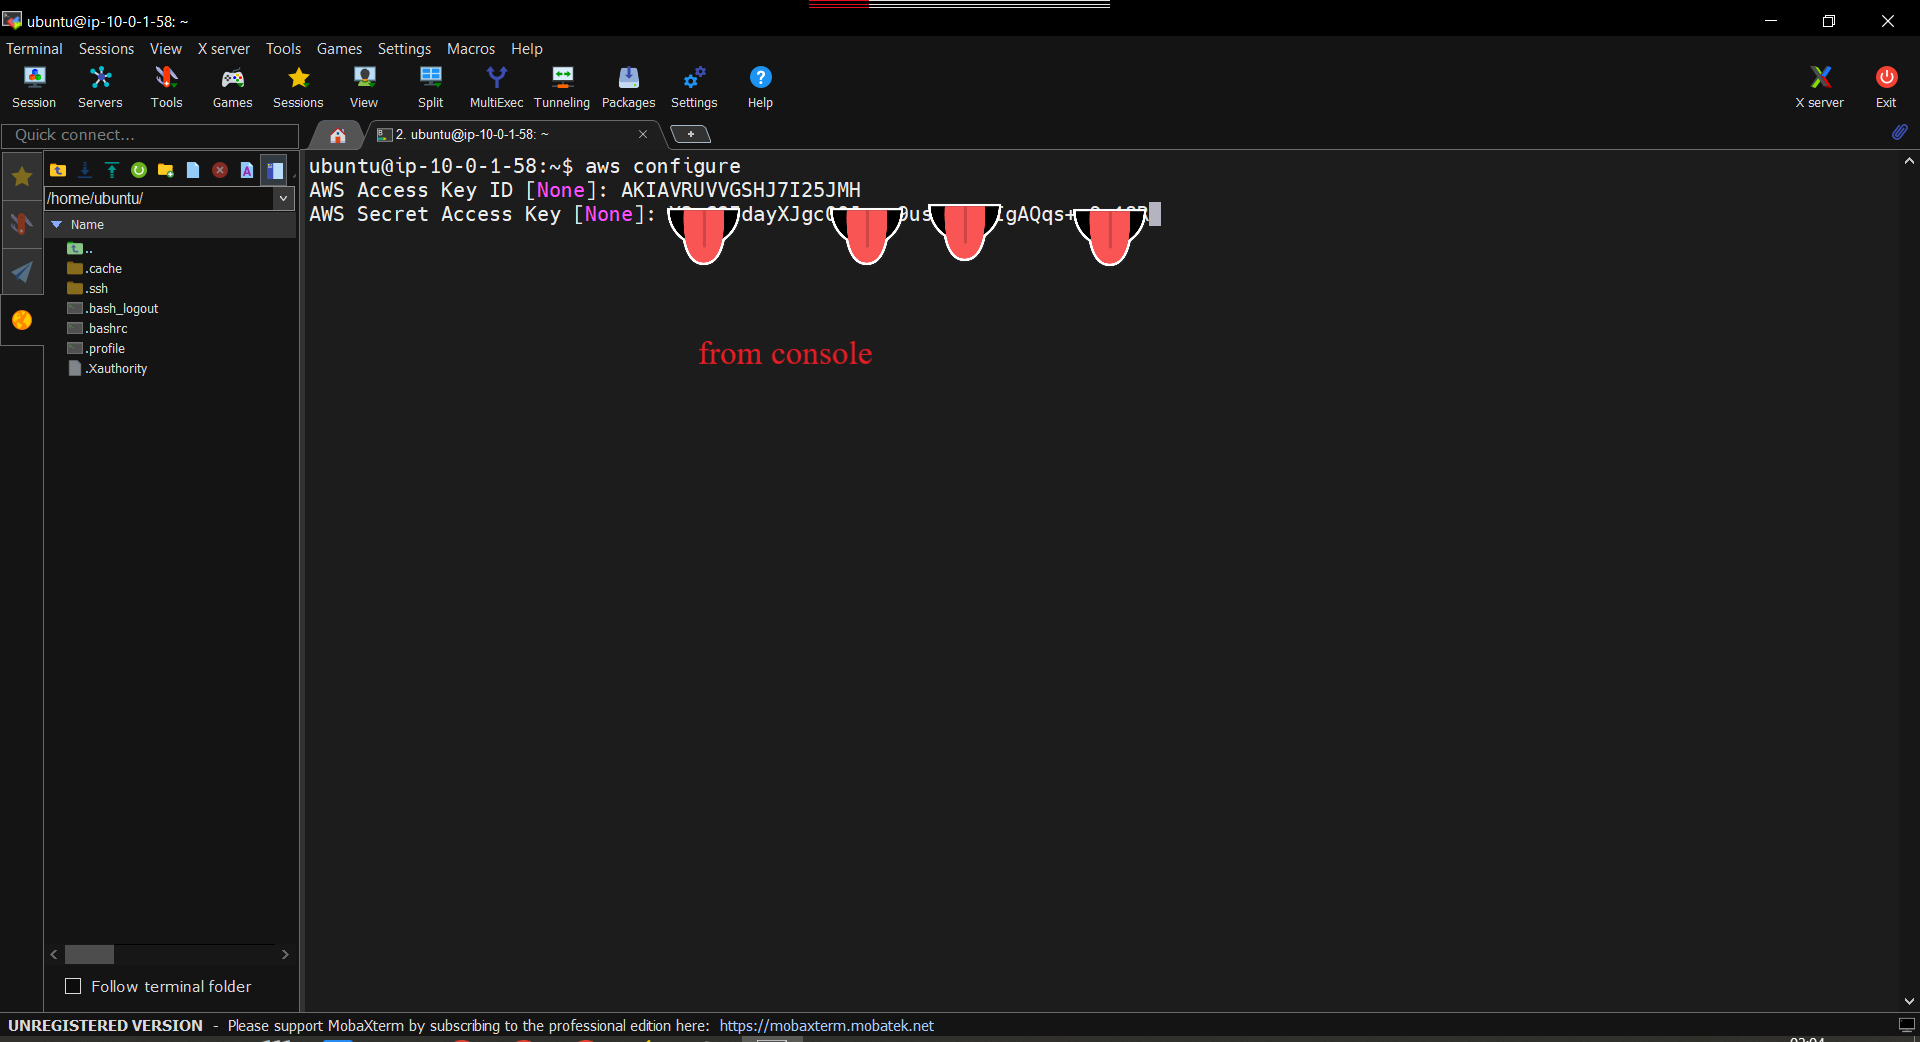 ubuntu@ip-10-0-1-58: ~
Terminal Sessions View X server Tools Games Settings Macros Help
Session Servers Tools Games Sessions View Split MultiExec Tunneling Packages Settings Help X server Exit
Quick connect...
2. ubuntu@ip-10-0-1-58: ~
/home/ubuntu/
Name
..
.cache
.ssh
.bash_logout
.bashrc
.profile
.Xauthority
Follow terminal folder
ubuntu@ip-10-0-1-58:~$ aws configure
AWS Access Key ID [None]: AKIAVRUVVGSHJ7I25JMH
AWS Secret Access Key [None]:
from console
UNREGISTERED VERSION - Please support MobaXterm by subscribing to the professional edition here: https://mobaxterm.mobatek.net